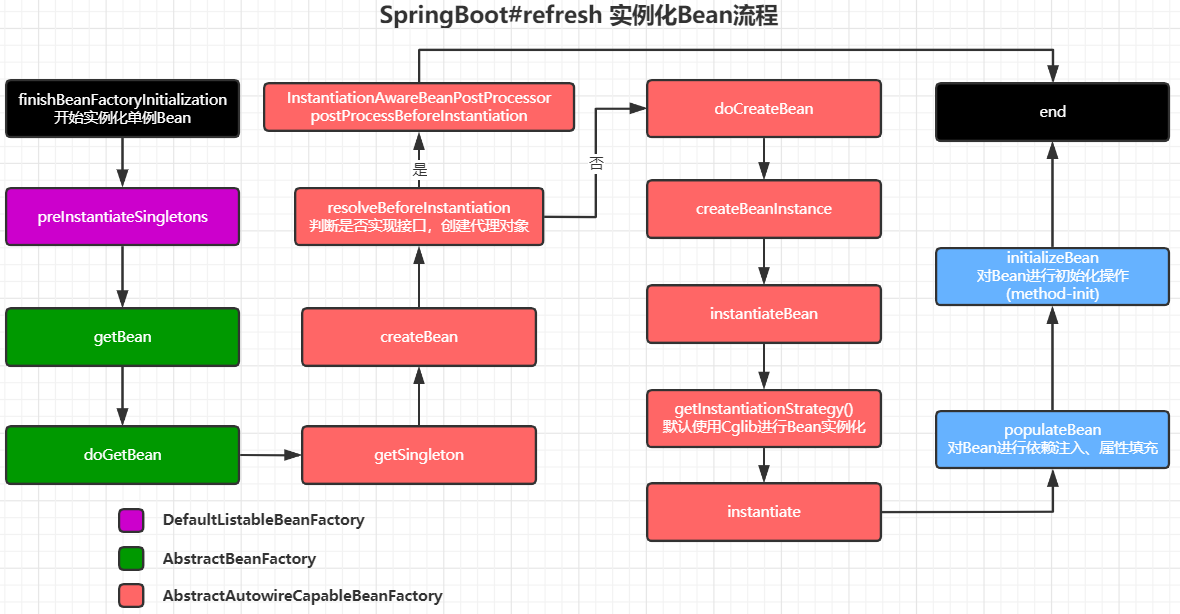 SpringBoot#refresh 实例化Bean流程
finishBeanFactoryInitialization
开始实例化单例Bean
preInstantiateSingletons
getBean
doGetBean
getSingleton
createBean
resolveBeforeInstantiation
判断是否实现接口，创建代理对象
是
否
InstantiationAwareBeanPostProcessor
postProcessBeforeInstantiation
doCreateBean
createBeanInstance
instantiateBean
getInstantiationStrategy()
默认使用Cglib进行Bean实例化
instantiate
populateBean
对Bean进行依赖注入、属性填充
initializeBean
对Bean进行初始化操作
(method-init)
end
DefaultListableBeanFactory
AbstractBeanFactory
AbstractAutowireCapableBeanFactory